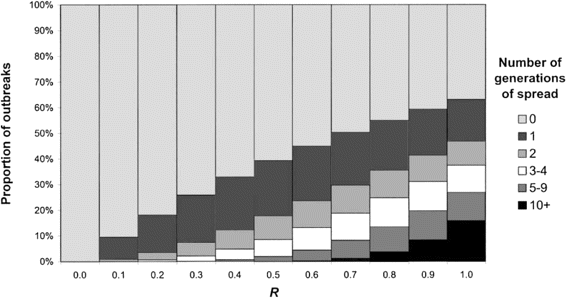 100%
90%
80%
70%
60%
50%
40%
30%
20%
10%
0%
Proportion of outbreaks
0.0 0.1 0.2 0.3 0.4 0.5 0.6 0.7 0.8 0.9 1.0
R
Number of
generations
of spread
0
1
2
3-4
5-9
10+